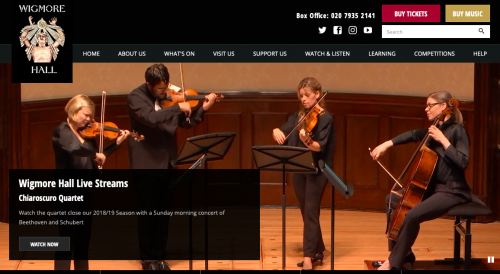 WIGMORE
HALL
Box Office: 020 7935 2141
BUY TICKETS
BUY MUSIC
Search
HOME
ABOUT US
WHAT'S ON
VISIT US
SUPPORT US
WATCH & LISTEN
LEARNING
COMPETITIONS
HELP
Wigmore Hall Live Streams
Chiaroscuro Quartet
Watch the quartet close our 2018/19 Season with a Sunday morning concert of
Beethoven and Schubert
WATCH NOW